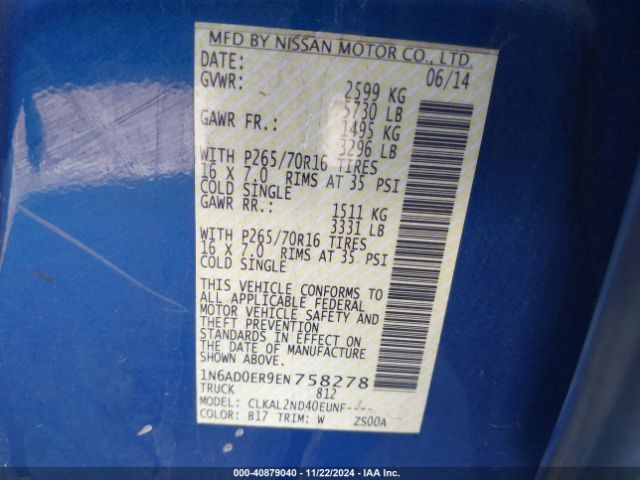 MFD BY NISSAN MOTOR CO., LTD.
DATE: 06/14
GVWR: 2599 KG
5730 LB
GAWR FR.: 1495 KG
3296 LB
WITH P265/70R16 TIRES
16 X 7.0 RIMS AT 35 PSI
COLD SINGLE
GAWR RR.: 1511 KG
3331 LB
WITH P265/70R16 TIRES
16 X 7.0 RIMS AT 35 PSI
COLD SINGLE
THIS VEHICLE CONFORMS TO
ALL APPLICABLE FEDERAL
MOTOR VEHICLE SAFETY AND
THEFT PREVENTION
STANDARDS IN EFFECT ON
THE DATE OF MANUFACTURE
SHOWN ABOVE.
1N6AD0ER9EN758278
TRUCK 812
MODEL: CLKAL2ND40EUNF-----
COLOR: B17 TRIM: W ZS00A
000-40879040 - 11/22/2024 - IAA Inc.